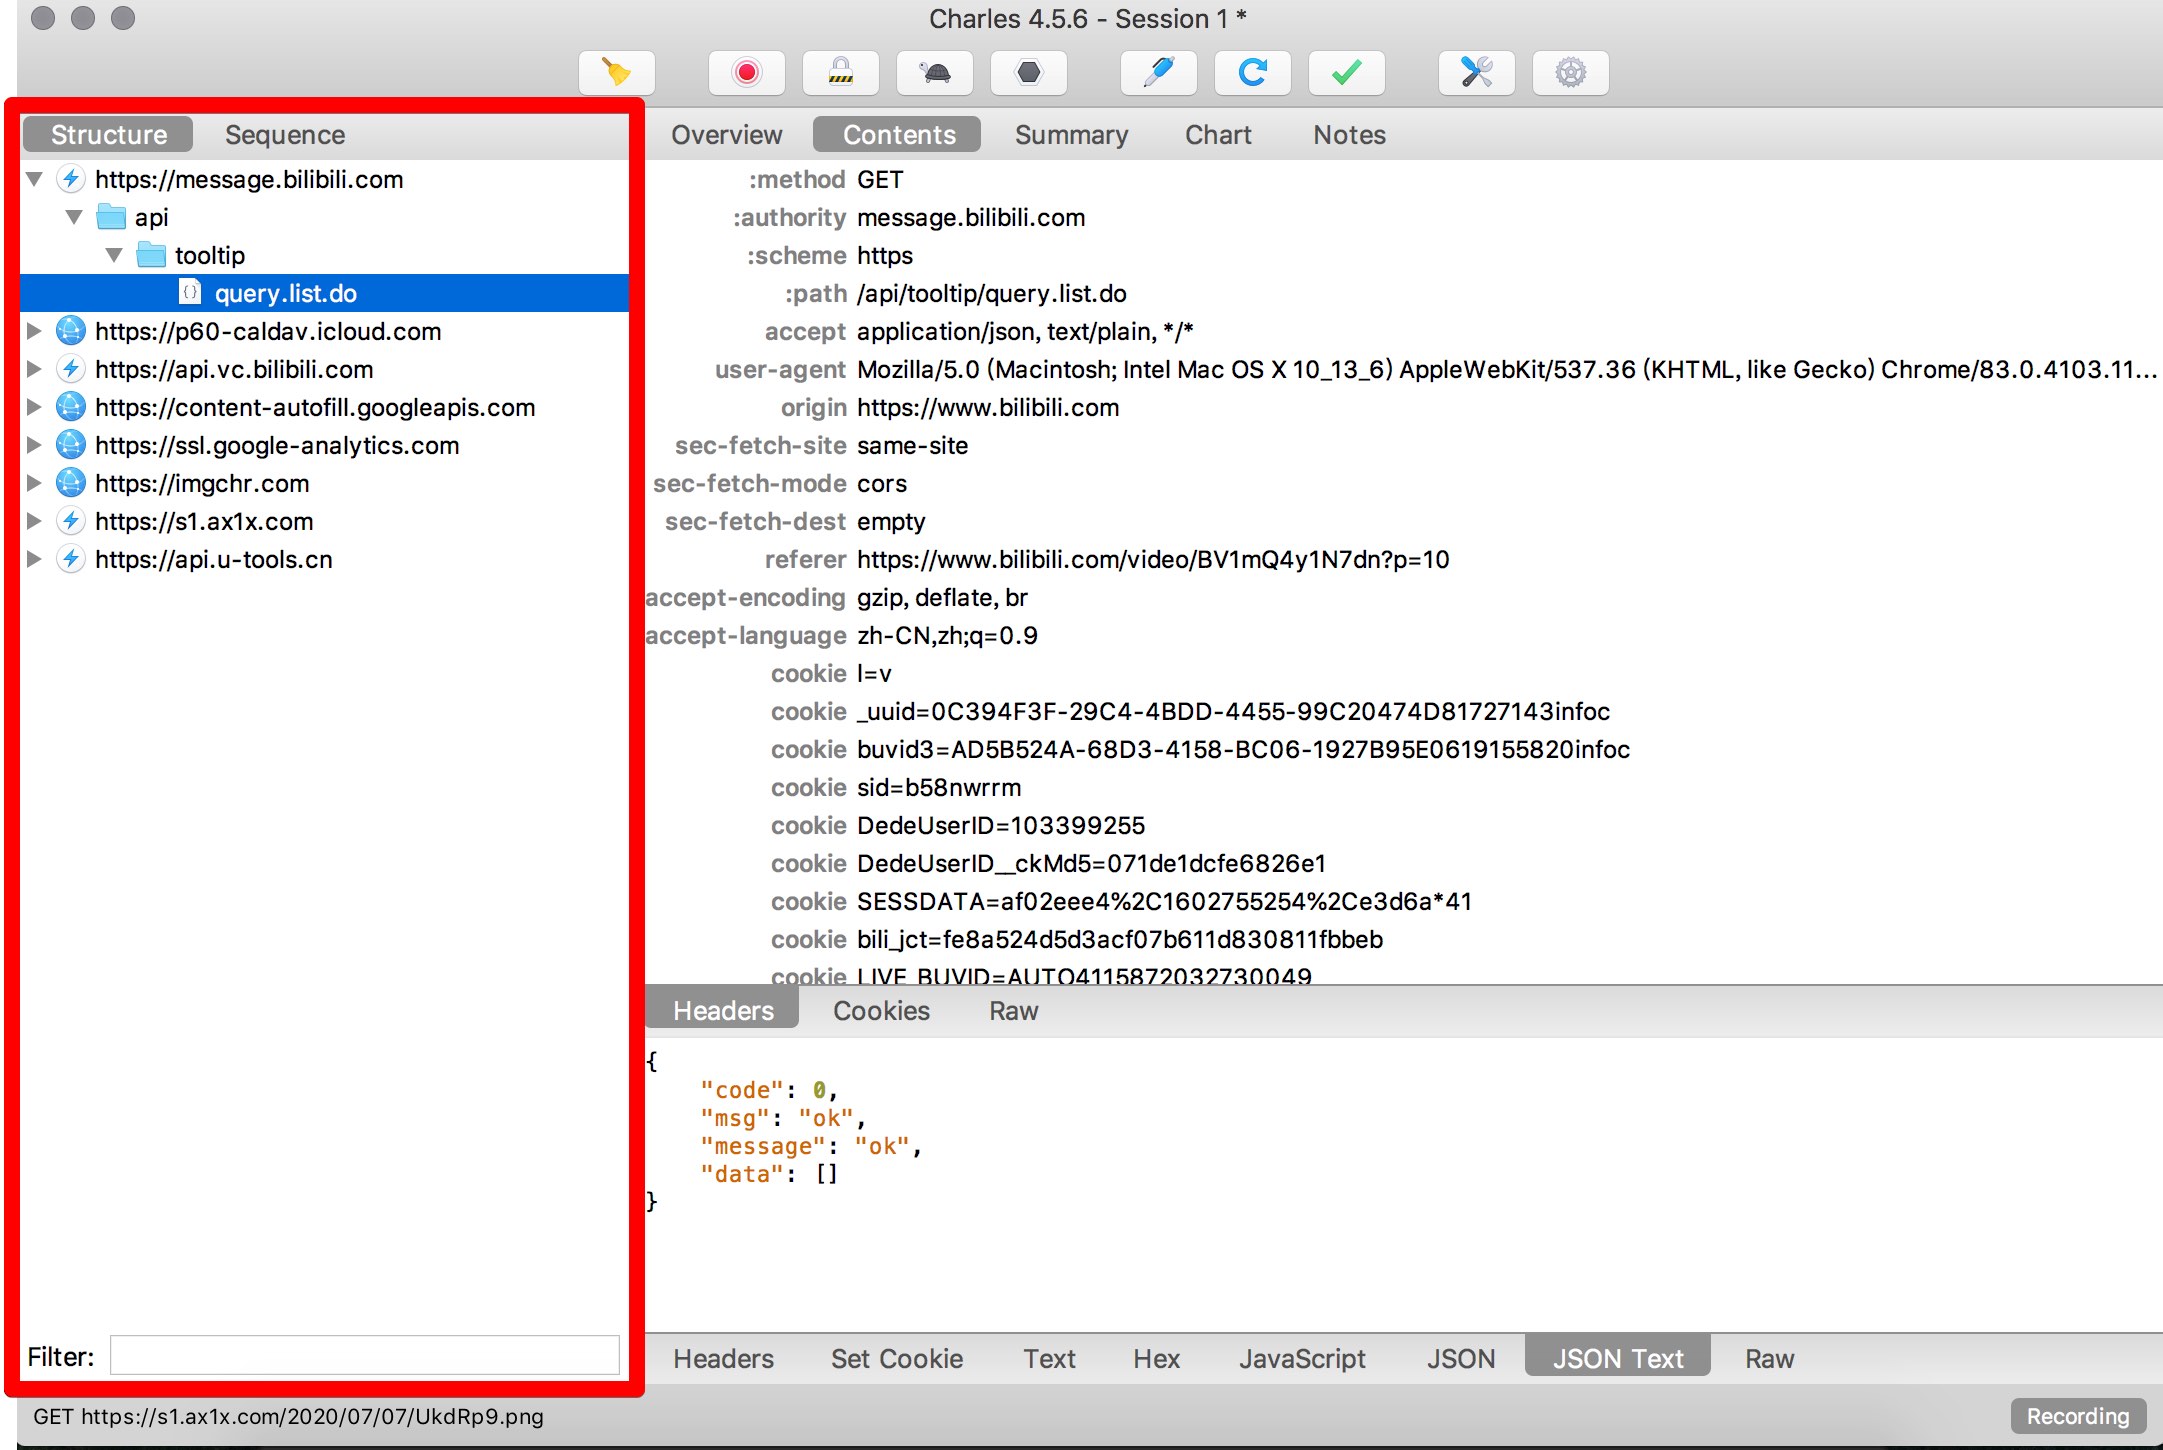 Charles 4.5.6 - Session 1 *
Structure Sequence
https://message.bilibili.com
api
tooltip
{} query.list.do
https://p60-caldav.icloud.com
https://api.vc.bilibili.com
https://content-autofill.googleapis.com
https://ssl.google-analytics.com
https://imgchr.com
https://s1.ax1x.com
https://api.u-tools.cn
Filter:
Overview Contents Summary Chart Notes
:method GET
:authority message.bilibili.com
:scheme https
:path /api/tooltip/query.list.do
accept application/json, text/plain, */*
user-agent Mozilla/5.0 (Macintosh; Intel Mac OS X 10_13_6) AppleWebKit/537.36 (KHTML, like Gecko) Chrome/83.0.4103.11...
origin https://www.bilibili.com
sec-fetch-site same-site
sec-fetch-mode cors
sec-fetch-dest empty
referer https://www.bilibili.com/video/BV1mQ4y1N7dn?p=10
accept-encoding gzip, deflate, br
accept-language zh-CN,zh;q=0.9
cookie l=v
cookie _uuid=0C394F3F-29C4-4BDD-4455-99C20474D81727143infoc
cookie buvid3=AD5B524A-68D3-4158-BC06-1927B95E0619155820infoc
cookie sid=b58nwrrm
cookie DedeUserID=103399255
cookie DedeUserID__ckMd5=071de1dcfe6826e1
cookie SESSDATA=af02eee4%2C1602755254%2Ce3d6a*41
cookie bili_jct=fe8a524d5d3acf07b611d830811fbbeb
cookie LIVE_BUVID=AUTO4115872032730049
Headers Cookies Raw
{
"code": 0,
"msg": "ok",
"message": "ok",
"data": []
}
Headers Set Cookie Text Hex JavaScript JSON JSON Text Raw
GET https://s1.ax1x.com/2020/07/07/UkdRp9.png
Recording